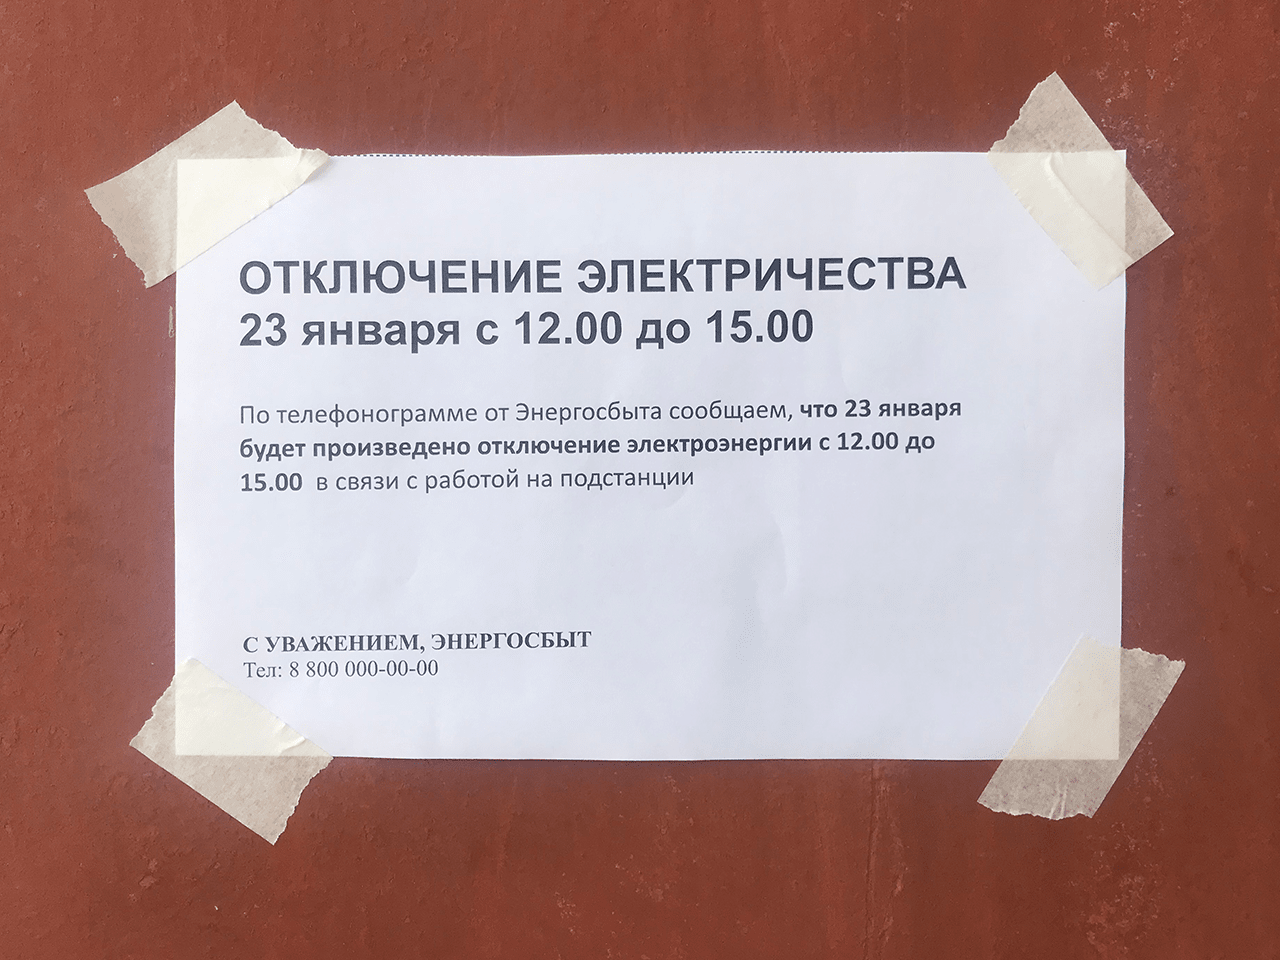 ОТКЛЮЧЕНИЕ ЭЛЕКТРИЧЕСТВА
23 января с 12.00 до 15.00
По телефонограмме от Энергосбыта сообщаем, что 23 января
будет произведено отключение электроэнергии с 12.00 до
15.00 в связи с работой на подстанции
С УВАЖЕНИЕМ, ЭНЕРГОСБЫТ
Тел: 8 800 000-00-00